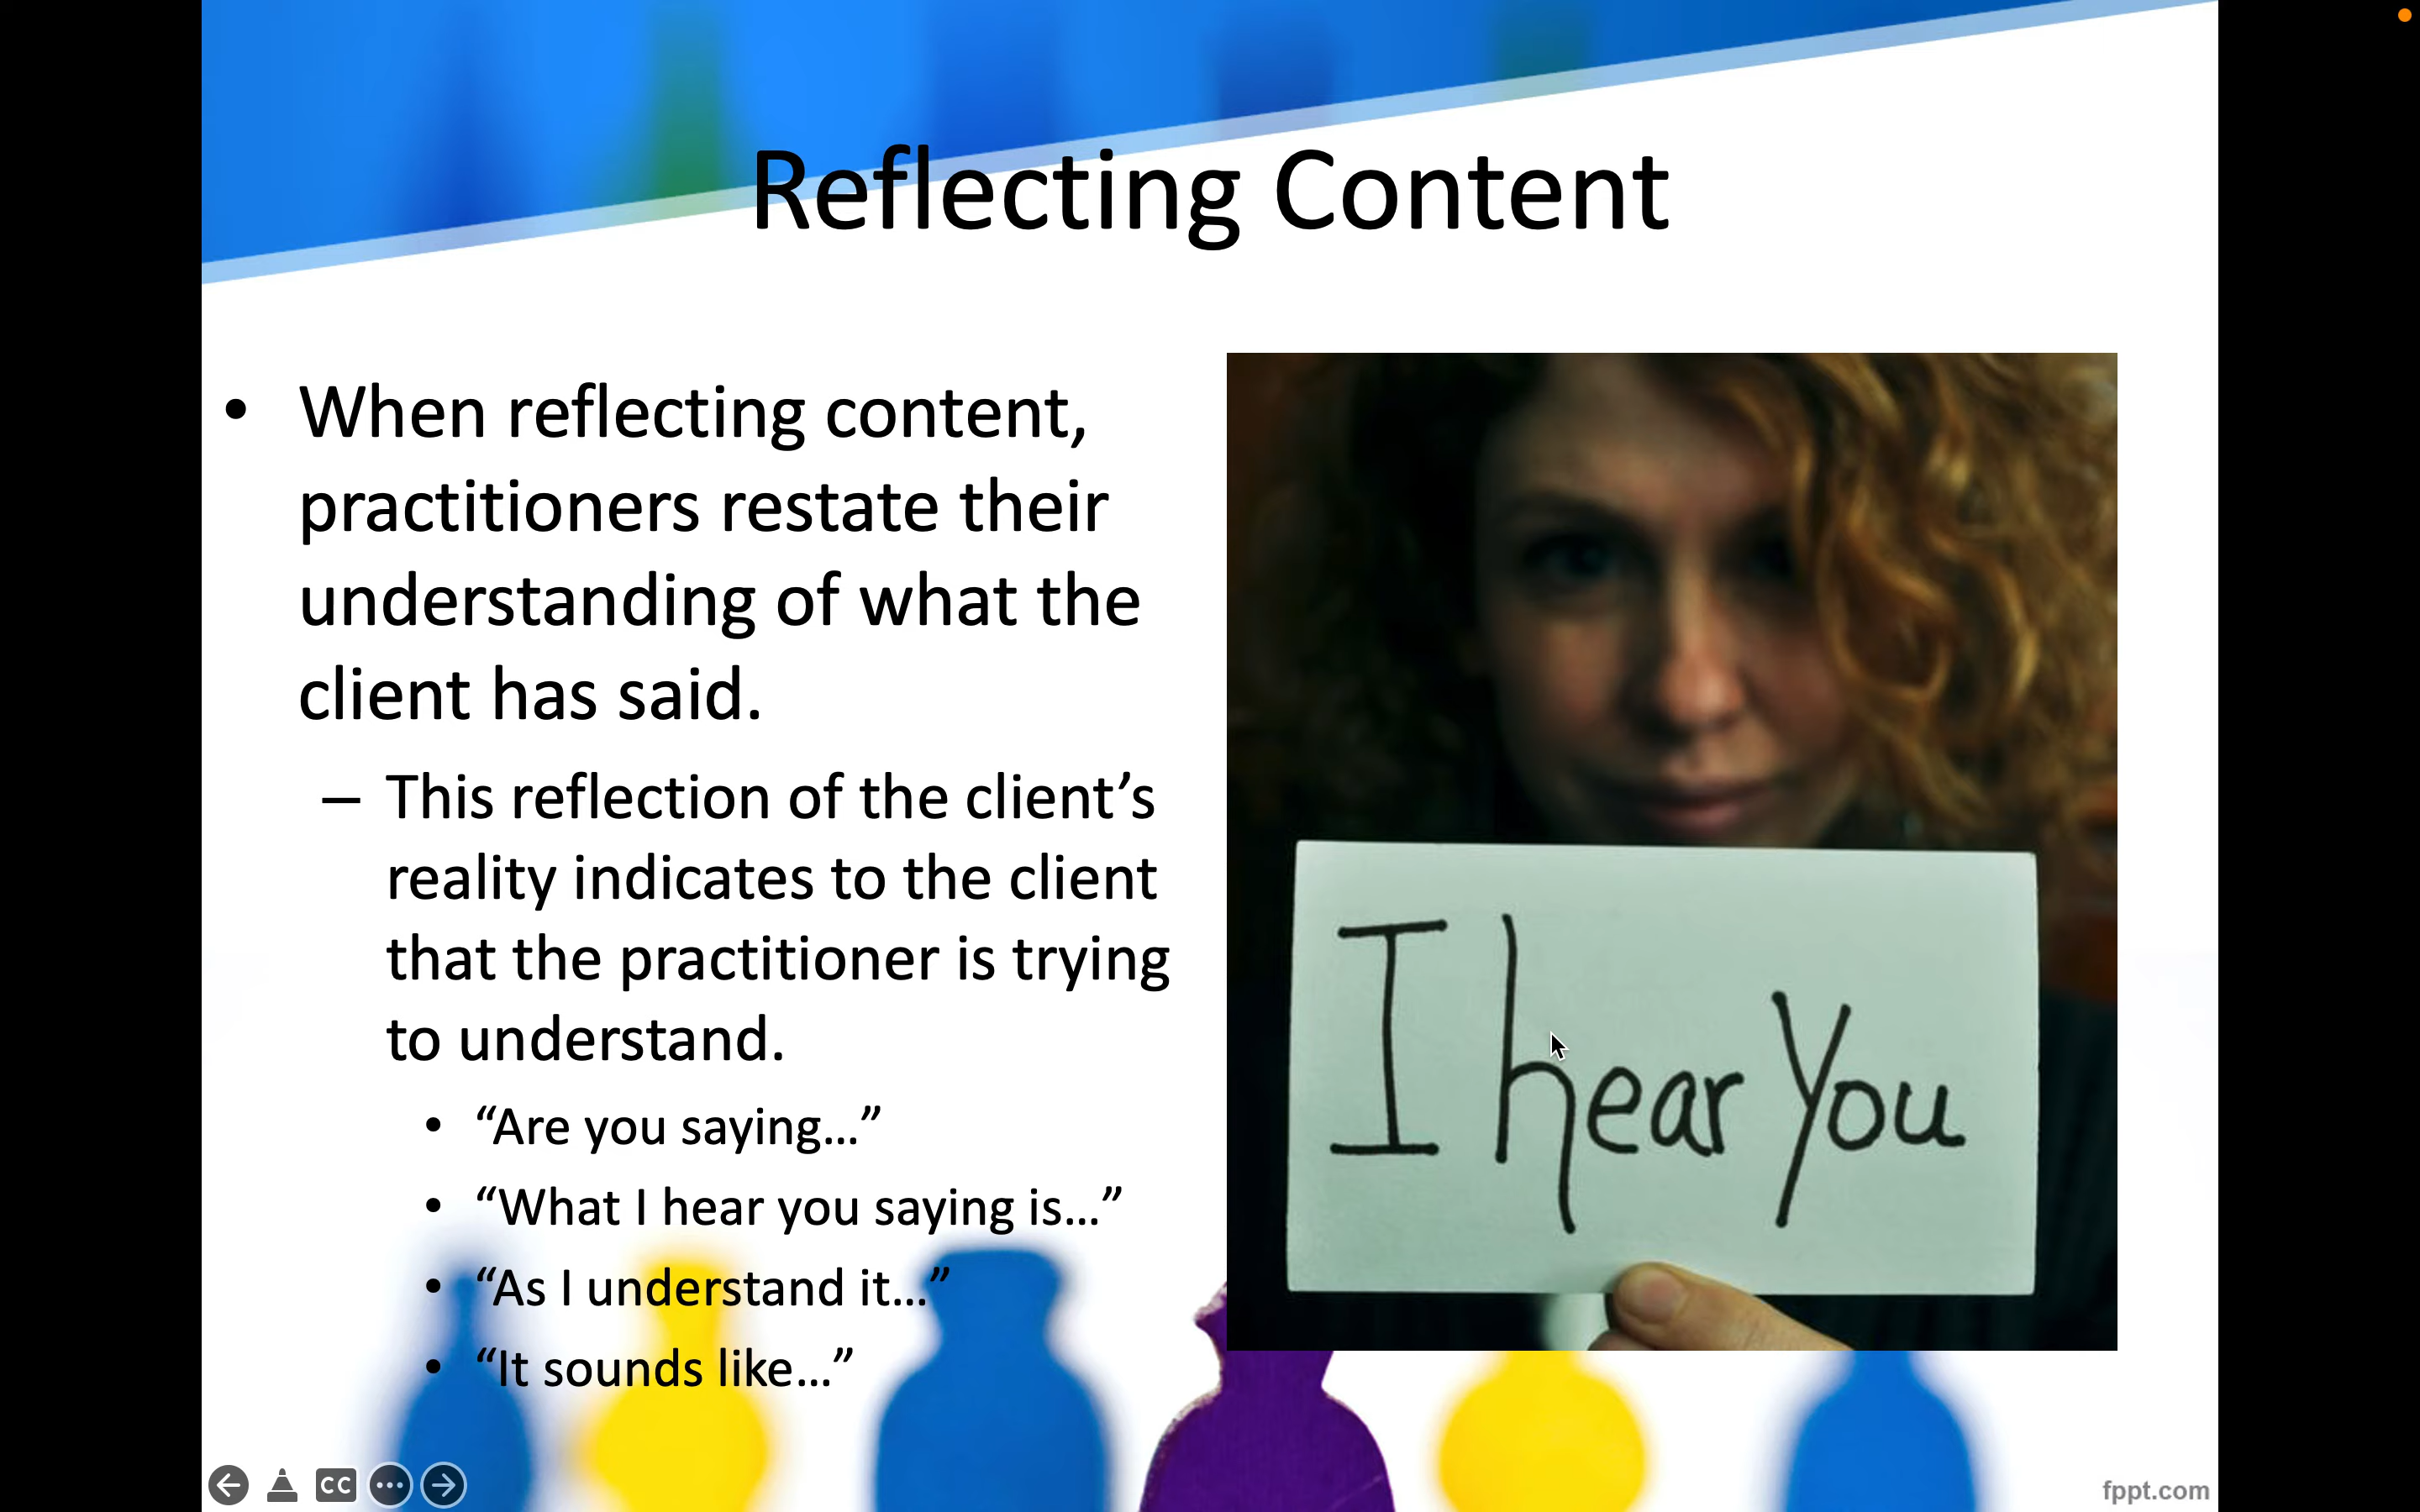 Reflecting Content
• When reflecting content,
practitioners restate their
understanding of what the
client has said.
– This reflection of the client’s
reality indicates to the client
that the practitioner is trying
to understand.
• “Are you saying…”
• “What I hear you saying is…”
• “As I understand it…”
• “It sounds like…”
I hear You
CC
fppt.com